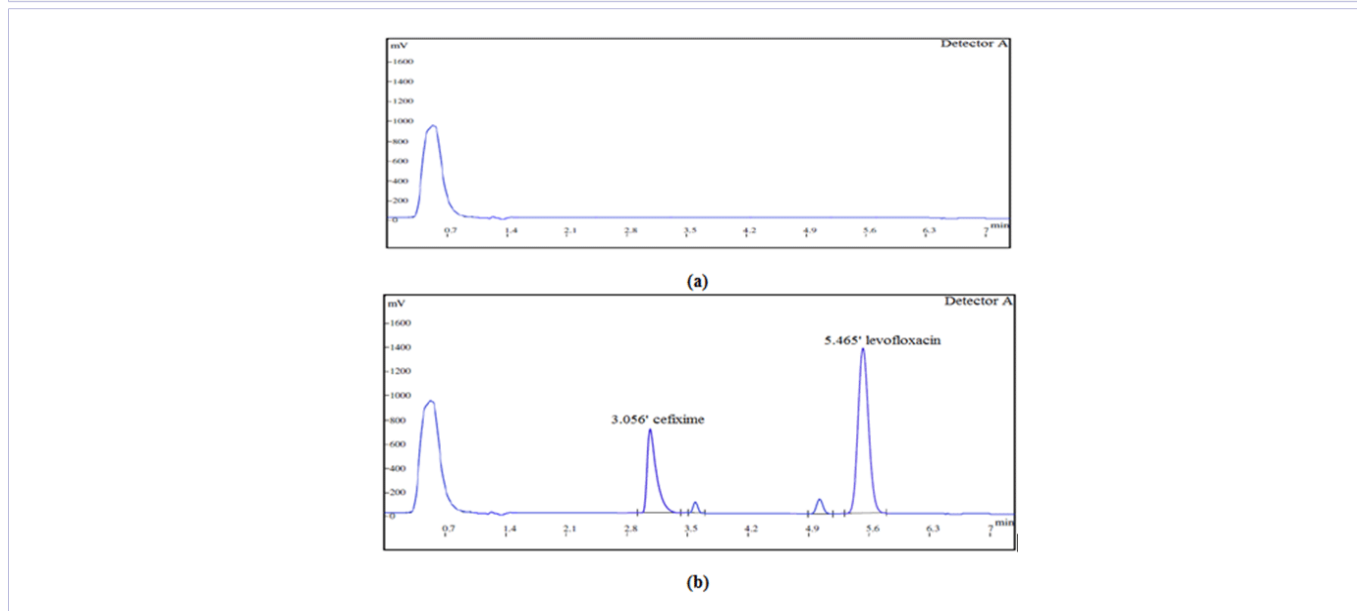 mV
Detector A
1600
1400
1200
1000
800
600
400
200
0
0.7 1.4 2.1 2.8 3.5 4.2 4.9 5.6 6.3 7 min
(a)
mV
Detector A
1600
5.465' levofloxacin
1400
1200
1000
3.056' cefixime
800
600
400
200
0
0.7 1.4 2.1 2.8 3.5 4.2 4.9 5.6 6.3 7 min
(b)